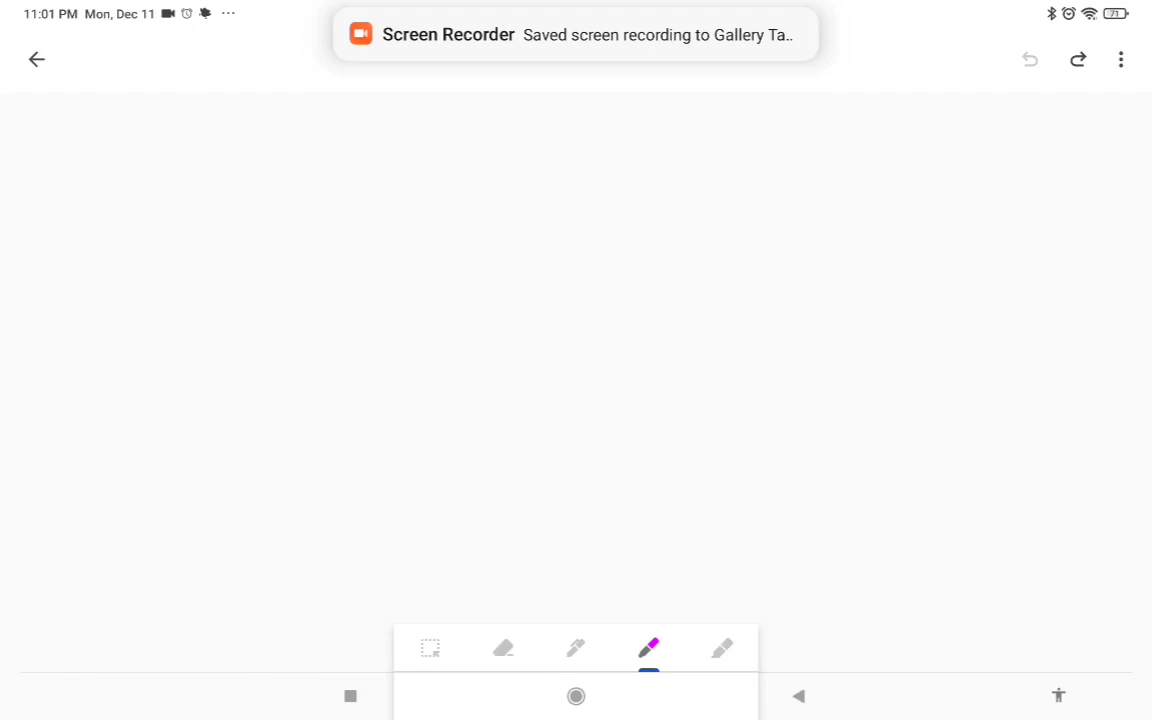 11:01 PM Mon, Dec 11
71
Screen Recorder Saved screen recording to Gallery Ta..